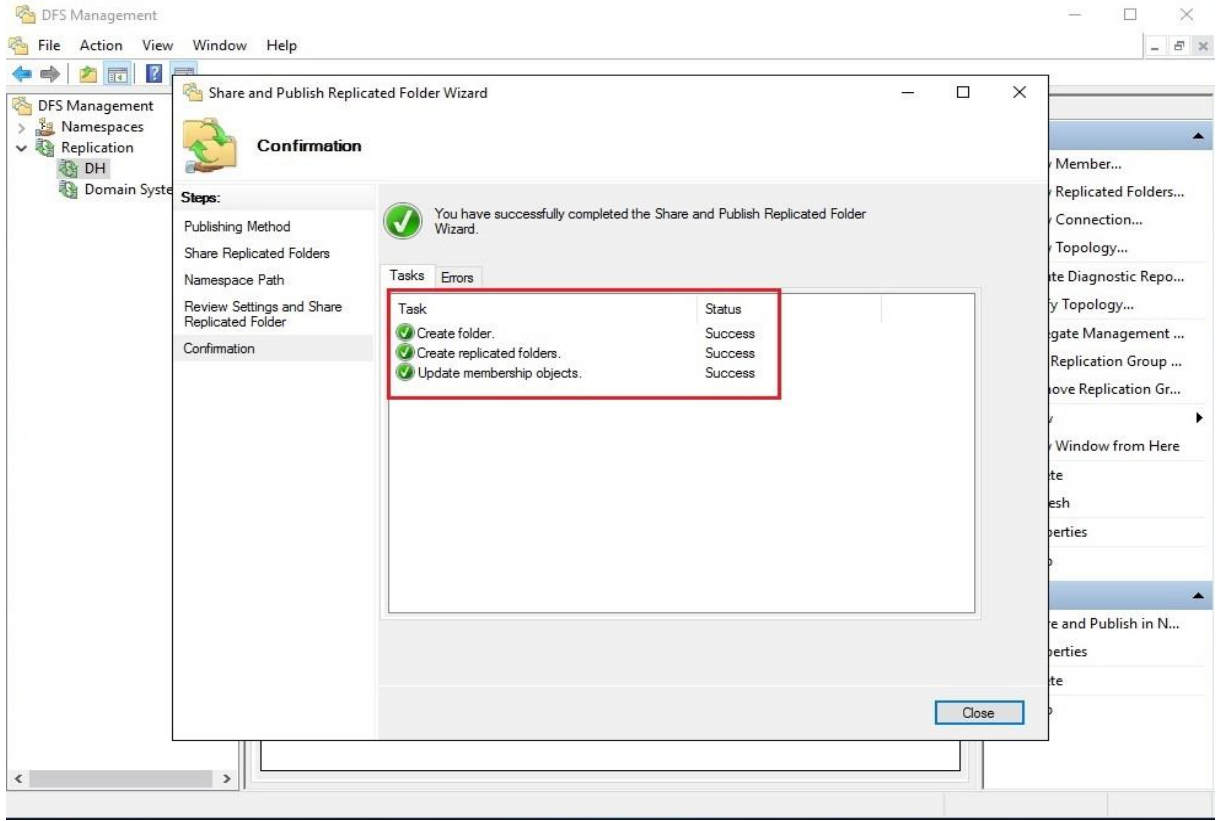 DFS Management
File Action View Window Help
DFS Management
Namespaces
Replication
DH
Domain Syste
Share and Publish Replicated Folder Wizard
Confirmation
Steps:
Publishing Method
Share Replicated Folders
Namespace Path
Review Settings and Share
Replicated Folder
Confirmation
You have successfully completed the Share and Publish Replicated Folder
Wizard.
Tasks Errors
Task Status
Create folder. Success
Create replicated folders. Success
Update membership objects. Success
Close
Member...
Replicated Folders...
Connection...
Topology...
te Diagnostic Repo...
y Topology...
gate Management ...
Replication Group ...
ove Replication Gr...
Window from Here
te
esh
perties
e and Publish in N...
perties
te